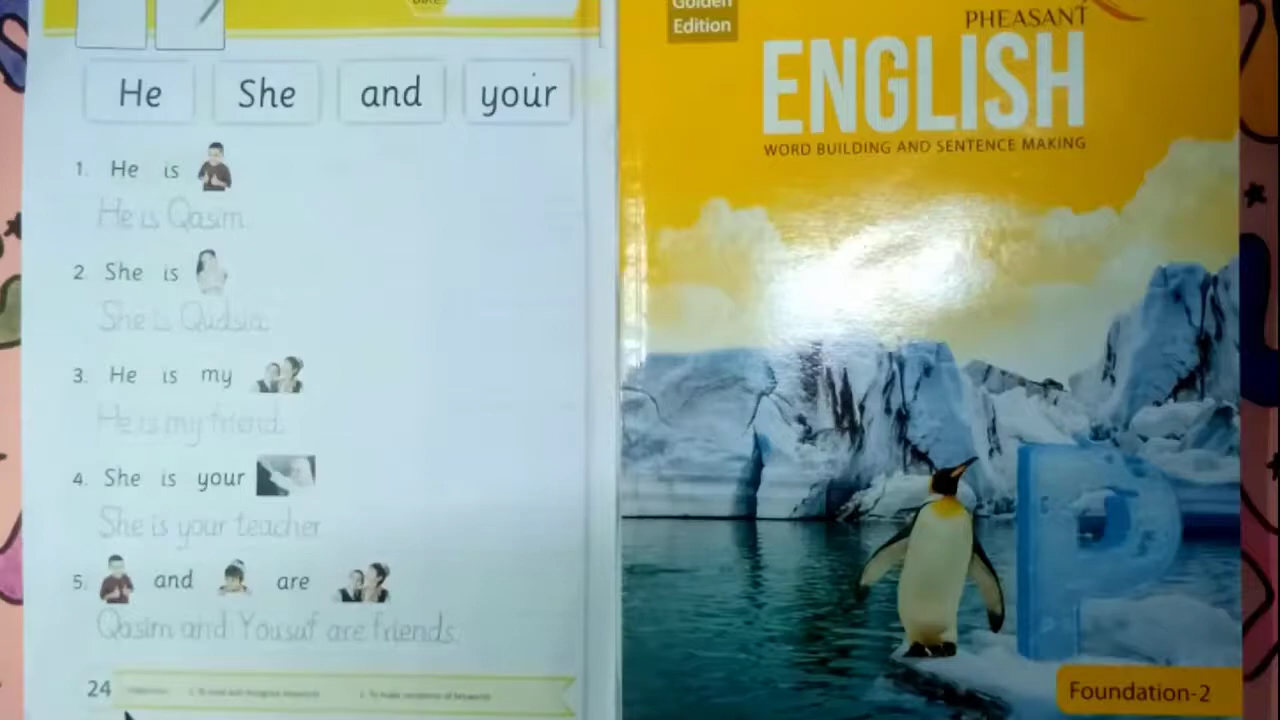 Date:
He She and your
1. He is
He is Qasim.
2. She is
She is Qudsia.
3. He is my
He is my friend.
4. She is your
She is your teacher
5. and are
Qasim and Yousuf are friends.
24
Golden
Edition
PHEASANT
ENGLISH
WORD BUILDING AND SENTENCE MAKING
P
Foundation-2